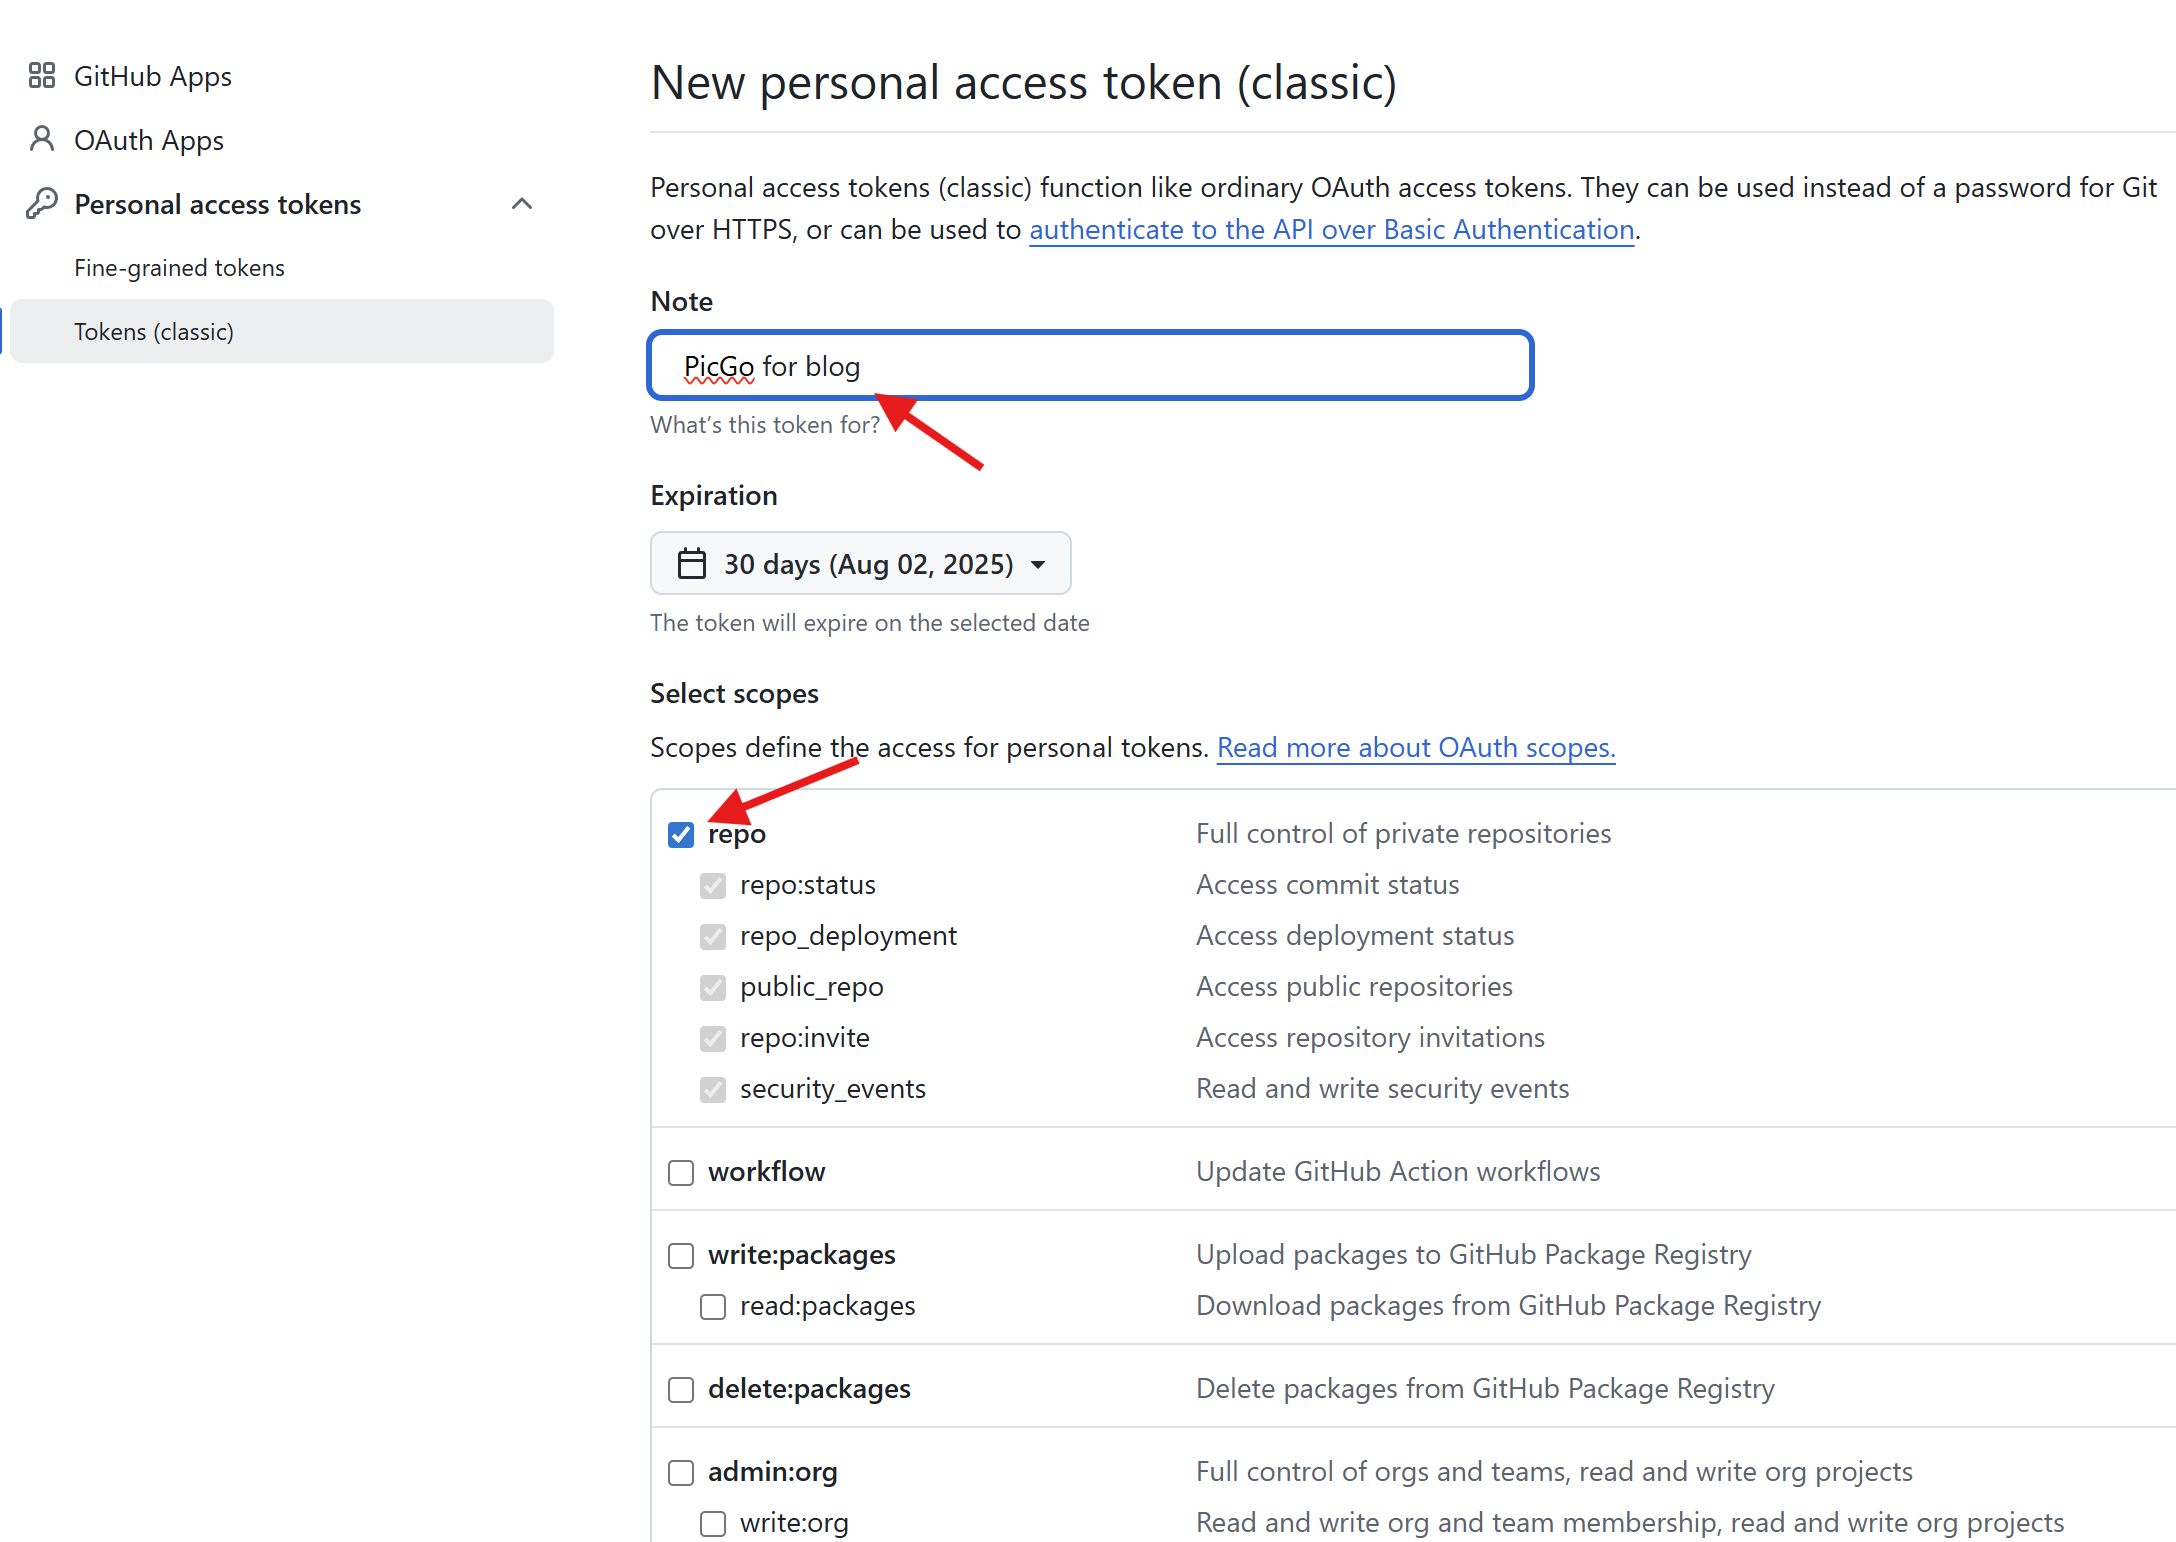 GitHub Apps
OAuth Apps
Personal access tokens
Fine-grained tokens
Tokens (classic)
New personal access token (classic)
Personal access tokens (classic) function like ordinary OAuth access tokens. They can be used instead of a password for Git
over HTTPS, or can be used to authenticate to the API over Basic Authentication.
Note
PicGo for blog
What's this token for?
Expiration
30 days (Aug 02, 2025)
The token will expire on the selected date
Select scopes
Scopes define the access for personal tokens. Read more about OAuth scopes.
repo Full control of private repositories
repo:status Access commit status
repo_deployment Access deployment status
public_repo Access public repositories
repo:invite Access repository invitations
security_events Read and write security events
workflow Update GitHub Action workflows
write:packages Upload packages to GitHub Package Registry
read:packages Download packages from GitHub Package Registry
delete:packages Delete packages from GitHub Package Registry
admin:org Full control of orgs and teams, read and write org projects
write:org Read and write org and team membership, read and write org projects